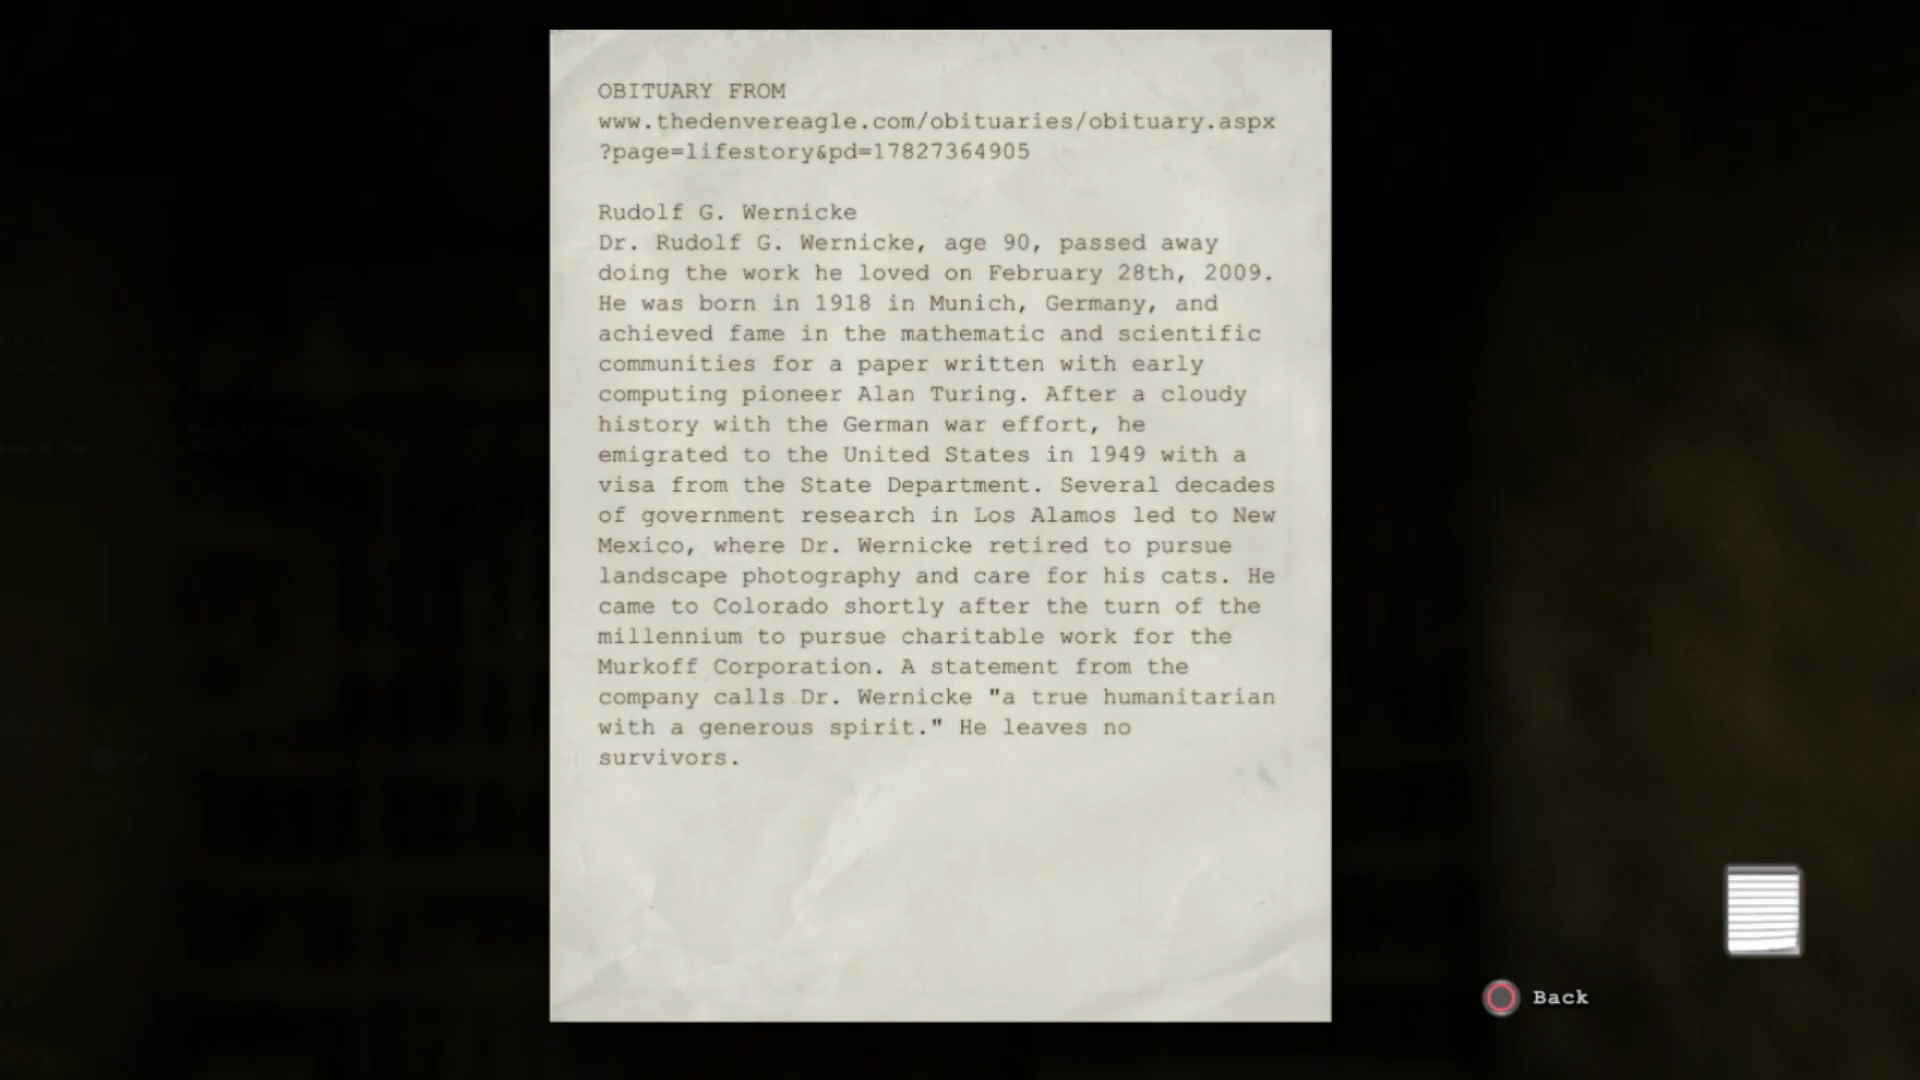 OBITUARY FROM
www.thedenvereagle.com/obituaries/obituary.aspx
?page=lifestory&pd=17827364905
Rudolf G. Wernicke
Dr. Rudolf G. Wernicke, age 90, passed away
doing the work he loved on February 28th, 2009.
He was born in 1918 in Munich, Germany, and
achieved fame in the mathematic and scientific
communities for a paper written with early
computing pioneer Alan Turing. After a cloudy
history with the German war effort, he
emigrated to the United States in 1949 with a
visa from the State Department. Several decades
of government research in Los Alamos led to New
Mexico, where Dr. Wernicke retired to pursue
landscape photography and care for his cats. He
came to Colorado shortly after the turn of the
millennium to pursue charitable work for the
Murkoff Corporation. A statement from the
company calls Dr. Wernicke "a true humanitarian
with a generous spirit." He leaves no
survivors.
Back